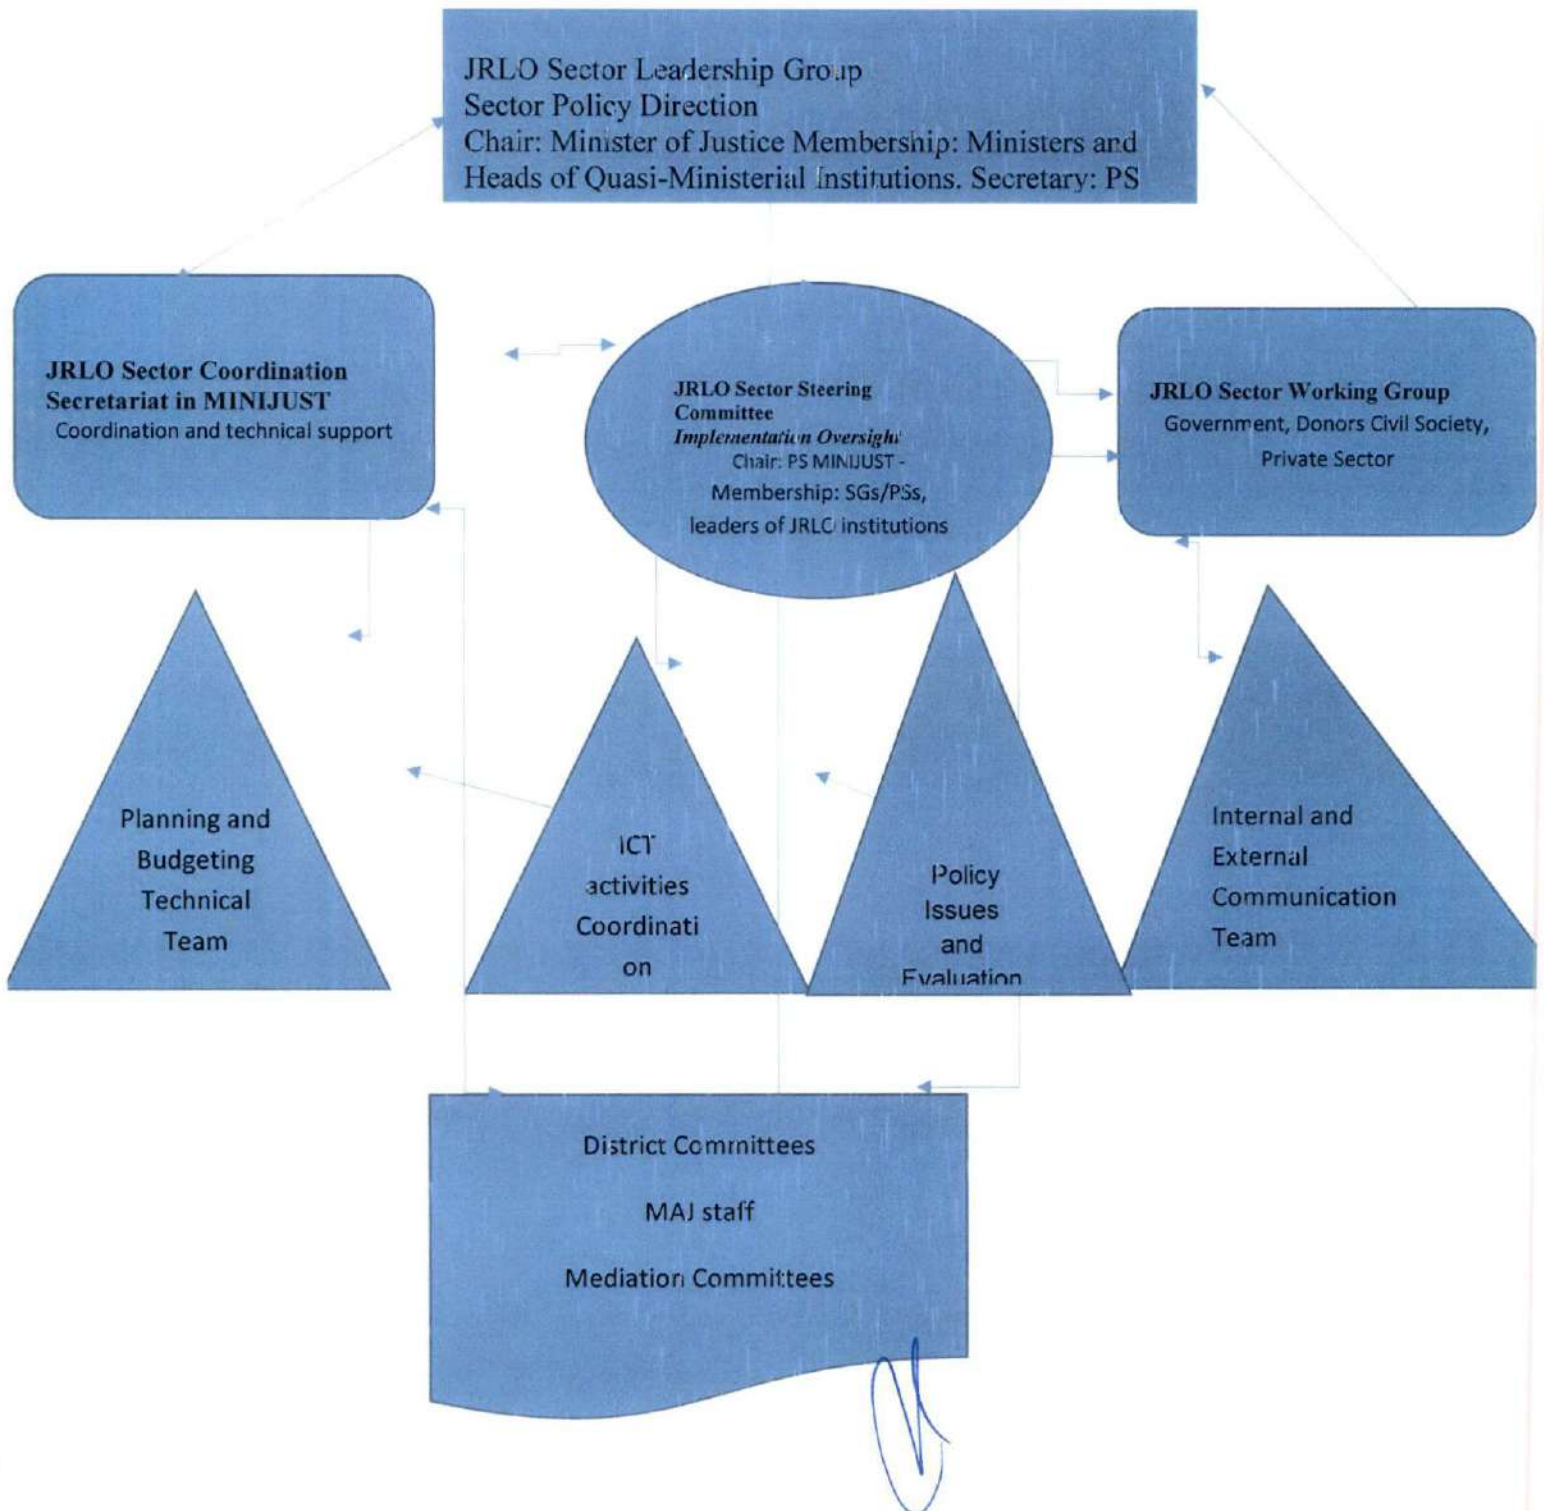 JRLO Sector Leadership Group
Sector Policy Direction
Chair: Minister of Justice Membership: Ministers and
Heads of Quasi-Ministerial Institutions. Secretary: PS
JRLO Sector Coordination
Secretariat in MINIJUST
Coordination and technical support
JRLO Sector Steering
Committee
Implementation Oversight
Chair: PS MINIJUST -
Membership: SGs/PSs,
leaders of JRLO institutions
JRLO Sector Working Group
Government, Donors Civil Society,
Private Sector
Planning and
Budgeting
Technical
Team
ICT
activities
Coordinati
on
Policy
Issues
and
Evaluation
Internal and
External
Communication
Team
District Committees
MAJ staff
Mediation Committees